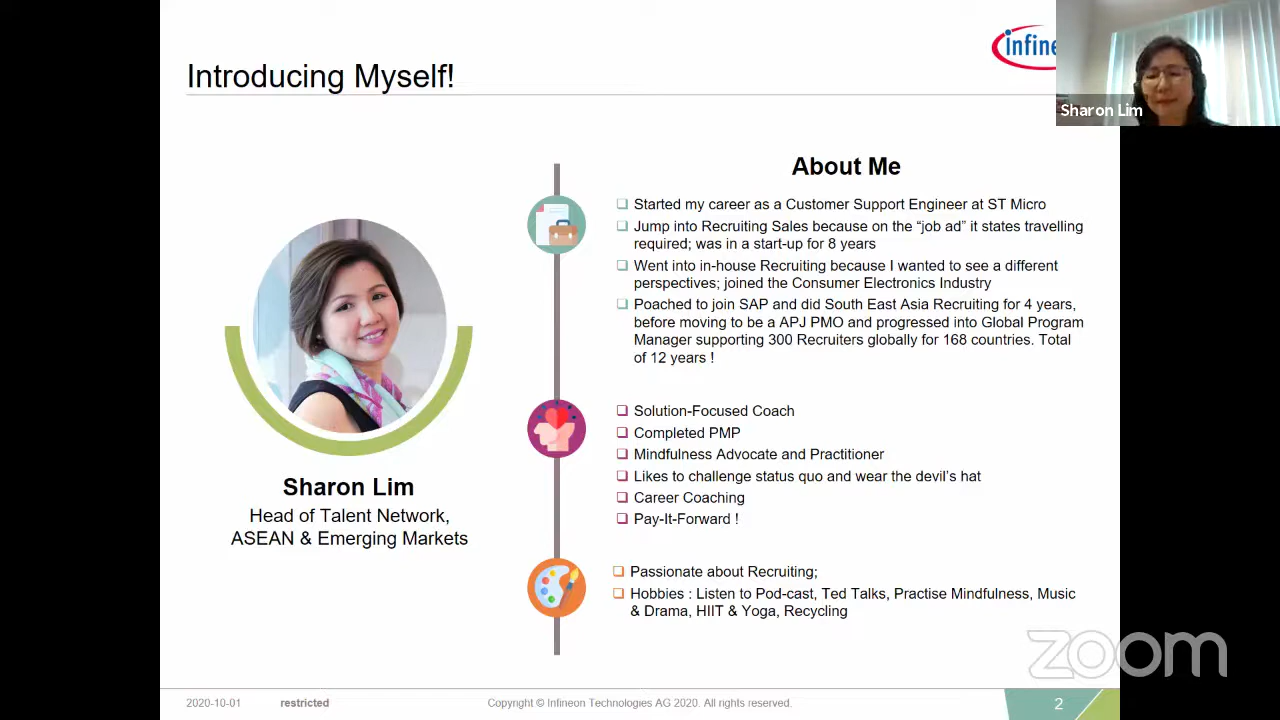 Introducing Myself!
infine
Sharon Lim
About Me
Started my career as a Customer Support Engineer at ST Micro
Jump into Recruiting Sales because on the “job ad” it states travelling
required; was in a start-up for 8 years
Went into in-house Recruiting because I wanted to see a different
perspectives; joined the Consumer Electronics Industry
Poached to join SAP and did South East Asia Recruiting for 4 years,
before moving to be a APJ PMO and progressed into Global Program
Manager supporting 300 Recruiters globally for 168 countries. Total
of 12 years !
Solution-Focused Coach
Completed PMP
Mindfulness Advocate and Practitioner
Likes to challenge status quo and wear the devil’s hat
Career Coaching
Pay-It-Forward !
Sharon Lim
Head of Talent Network,
ASEAN & Emerging Markets
Passionate about Recruiting;
Hobbies : Listen to Pod-cast, Ted Talks, Practise Mindfulness, Music
& Drama, HIIT & Yoga, Recycling
zoom
2020-10-01 restricted Copyright © Infineon Technologies AG 2020. All rights reserved. 2